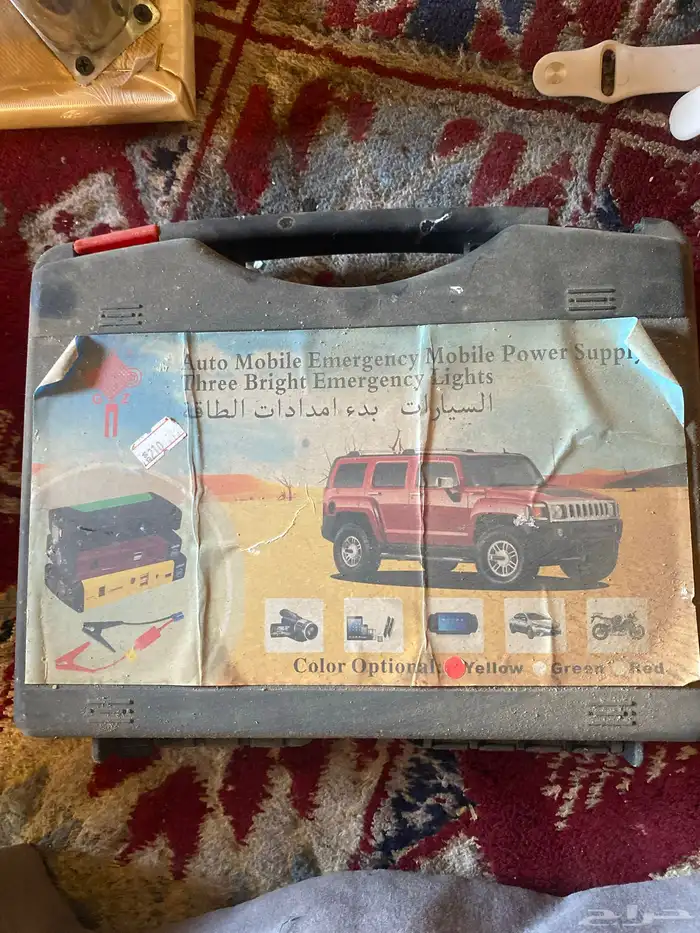 Auto Mobile Emergency Mobile Power Supply
Three Bright Emergency Lights
السيارات بدء امدادات الطاقة
Color Optional: Yellow Green Red
حراج